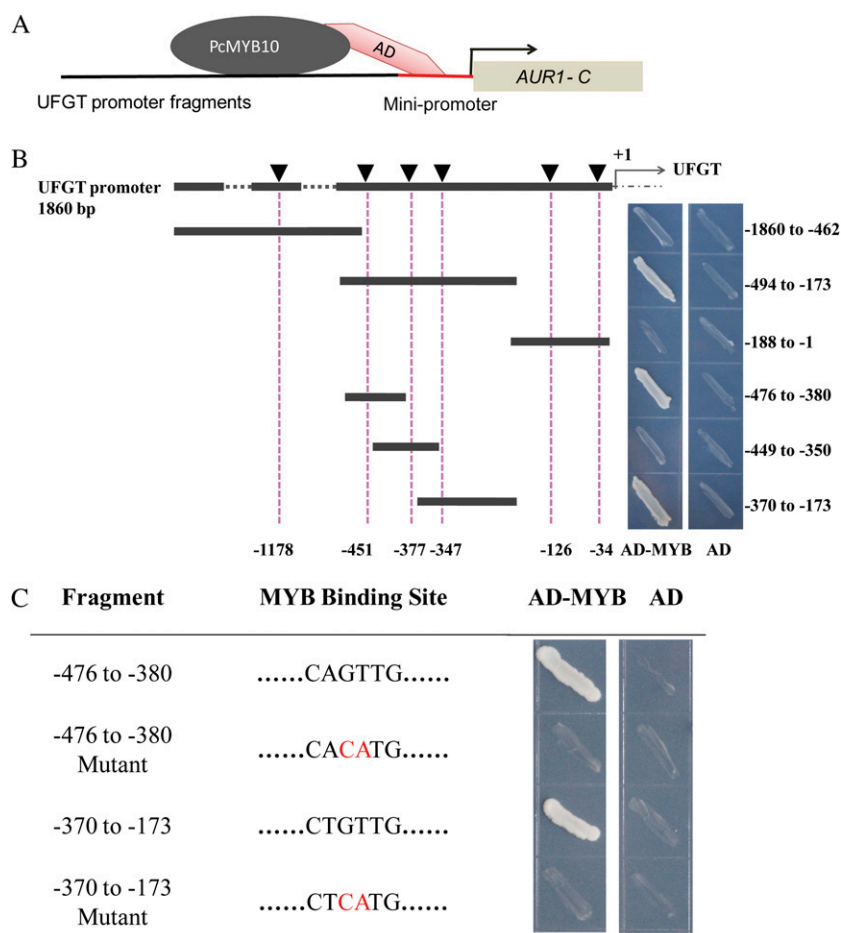 A
PcMYB10
AD
AUR1- C
UFGT promoter fragments
Mini-promoter
B
+1
UFGT
UFGT promoter
1860 bp
-1860 to -462
-494 to -173
-188 to -1
-476 to -380
-449 to -350
-370 to -173
-1178 -451 -377 -347 -126 -34 AD-MYB AD
C Fragment MYB Binding Site AD-MYB AD
-476 to -380 ......CAGTTG......
-476 to -380
Mutant
......CACATG......
-370 to -173 ......CTGTTG......
-370 to -173
Mutant
......CTCATG......